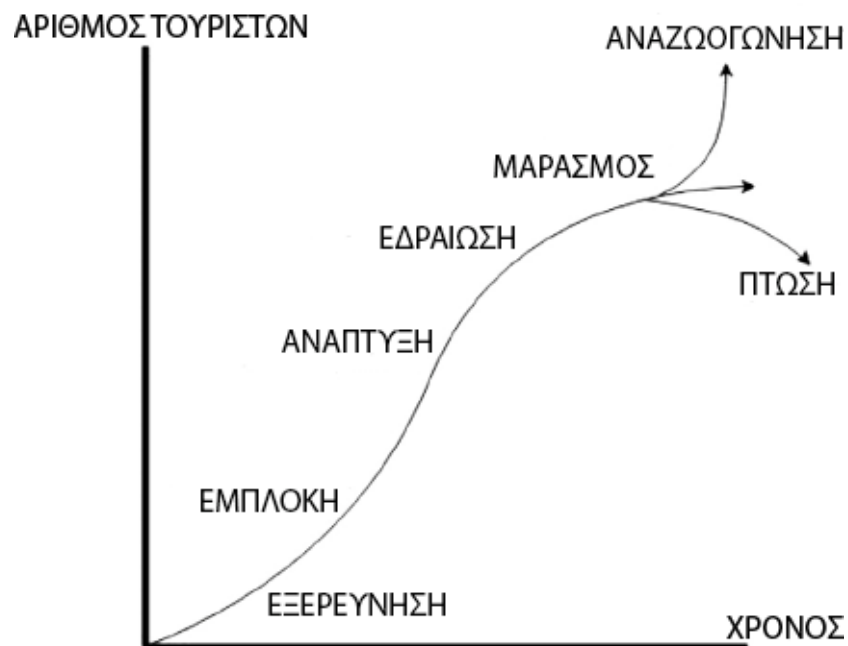 ΑΡΙΘΜΟΣ ΤΟΥΡΙΣΤΩΝ
ΑΝΑΖΩΟΓΩΝΗΣΗ
ΜΑΡΑΣΜΟΣ
ΕΔΡΑΙΩΣΗ
ΠΤΩΣΗ
ΑΝΑΠΤΥΞΗ
ΕΜΠΛΟΚΗ
ΕΞΕΡΕΥΝΗΣΗ
ΧΡΟΝΟΣ